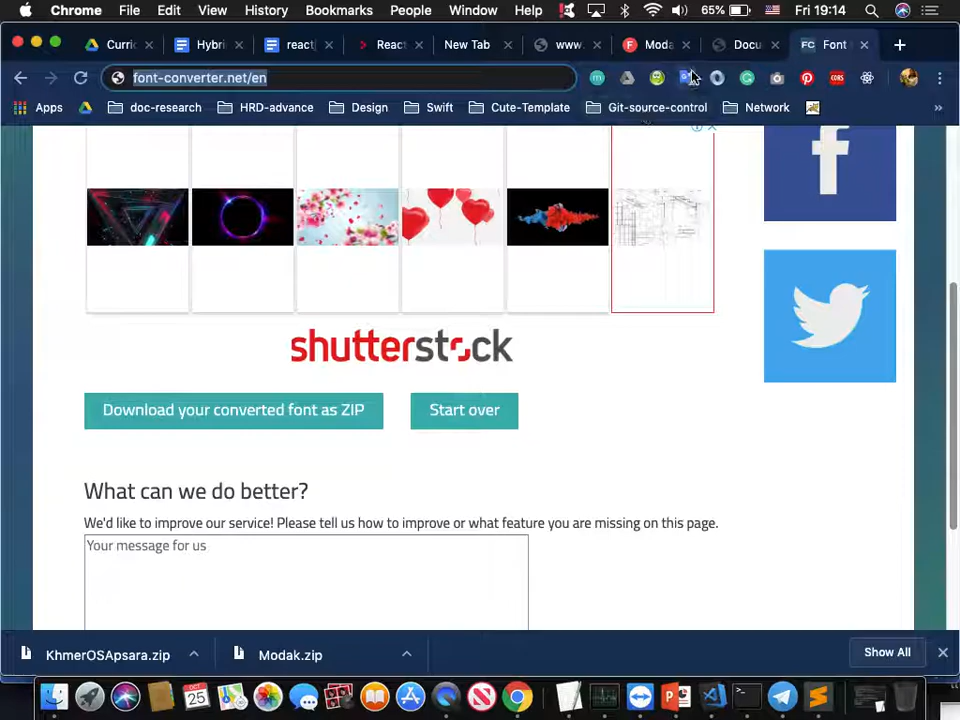 Chrome File Edit View History Bookmarks People Window Help 65% Fri 19:14
Curric Hybri react React New Tab www. Moda Docu FC Font
font-converter.net/en
Apps doc-research HRD-advance Design Swift Cute-Template Git-source-control Network »
shutterstock
Download your converted font as ZIP Start over
What can we do better?
We'd like to improve our service! Please tell us how to improve or what feature you are missing on this page.
Your message for us
KhmerOSApsara.zip Modak.zip Show All
OCT
25